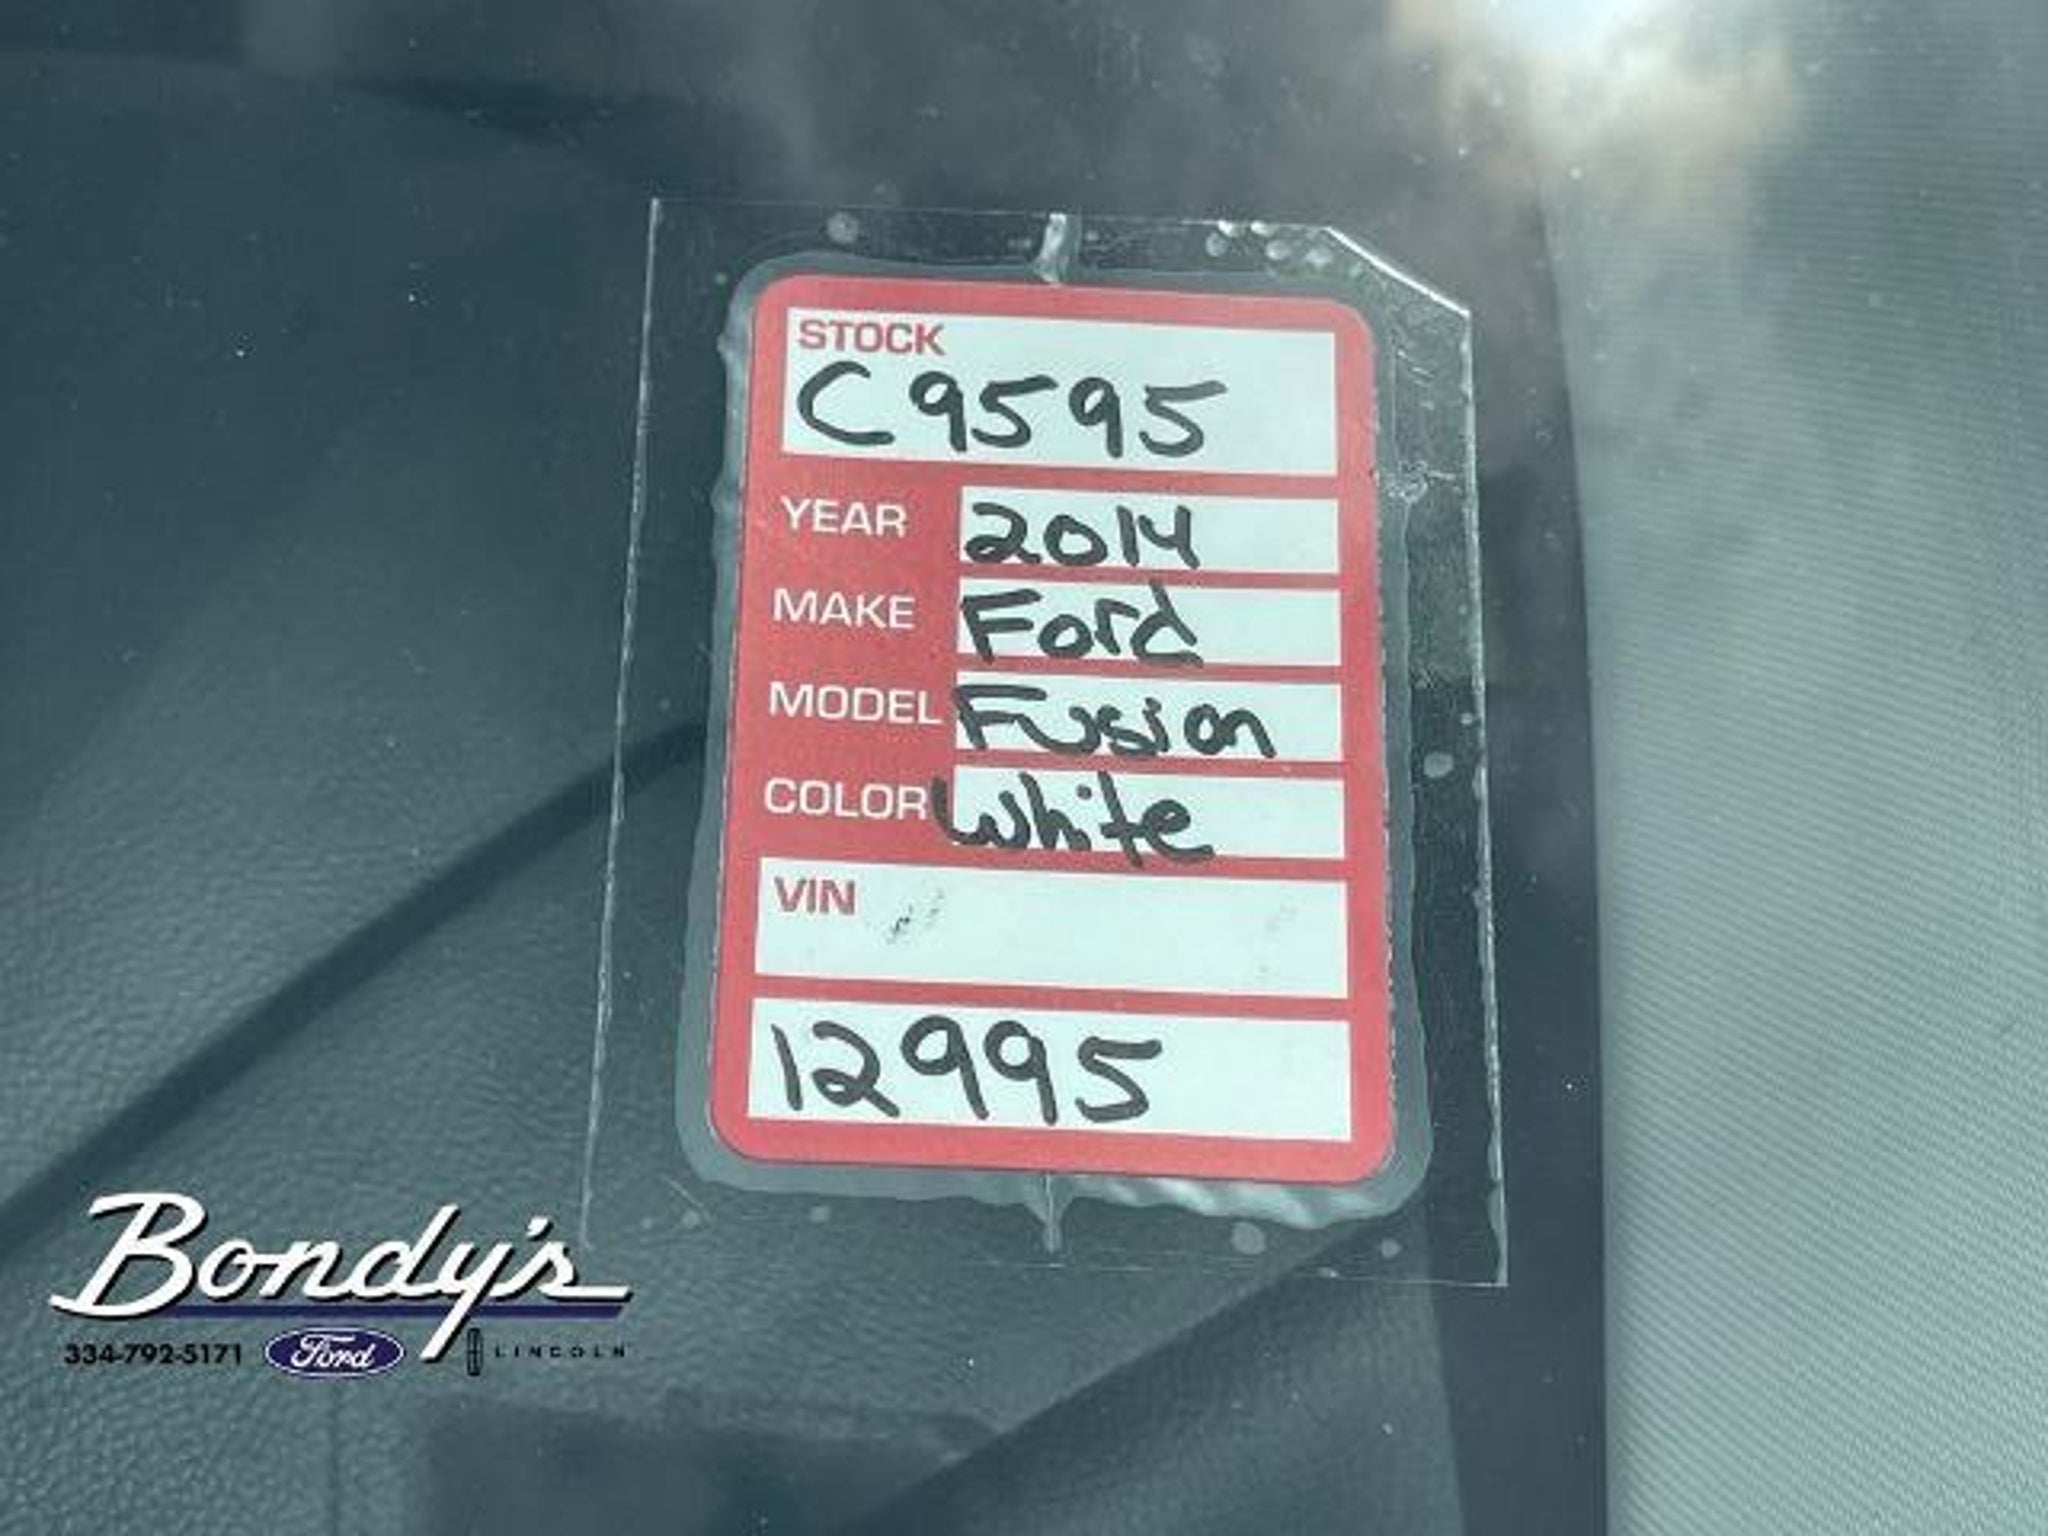 STOCK
C9595
YEAR 2014
MAKE Ford
MODEL Fusion
COLOR White
VIN
12995
Bondy's
334-792-5171 Ford LINCOLN